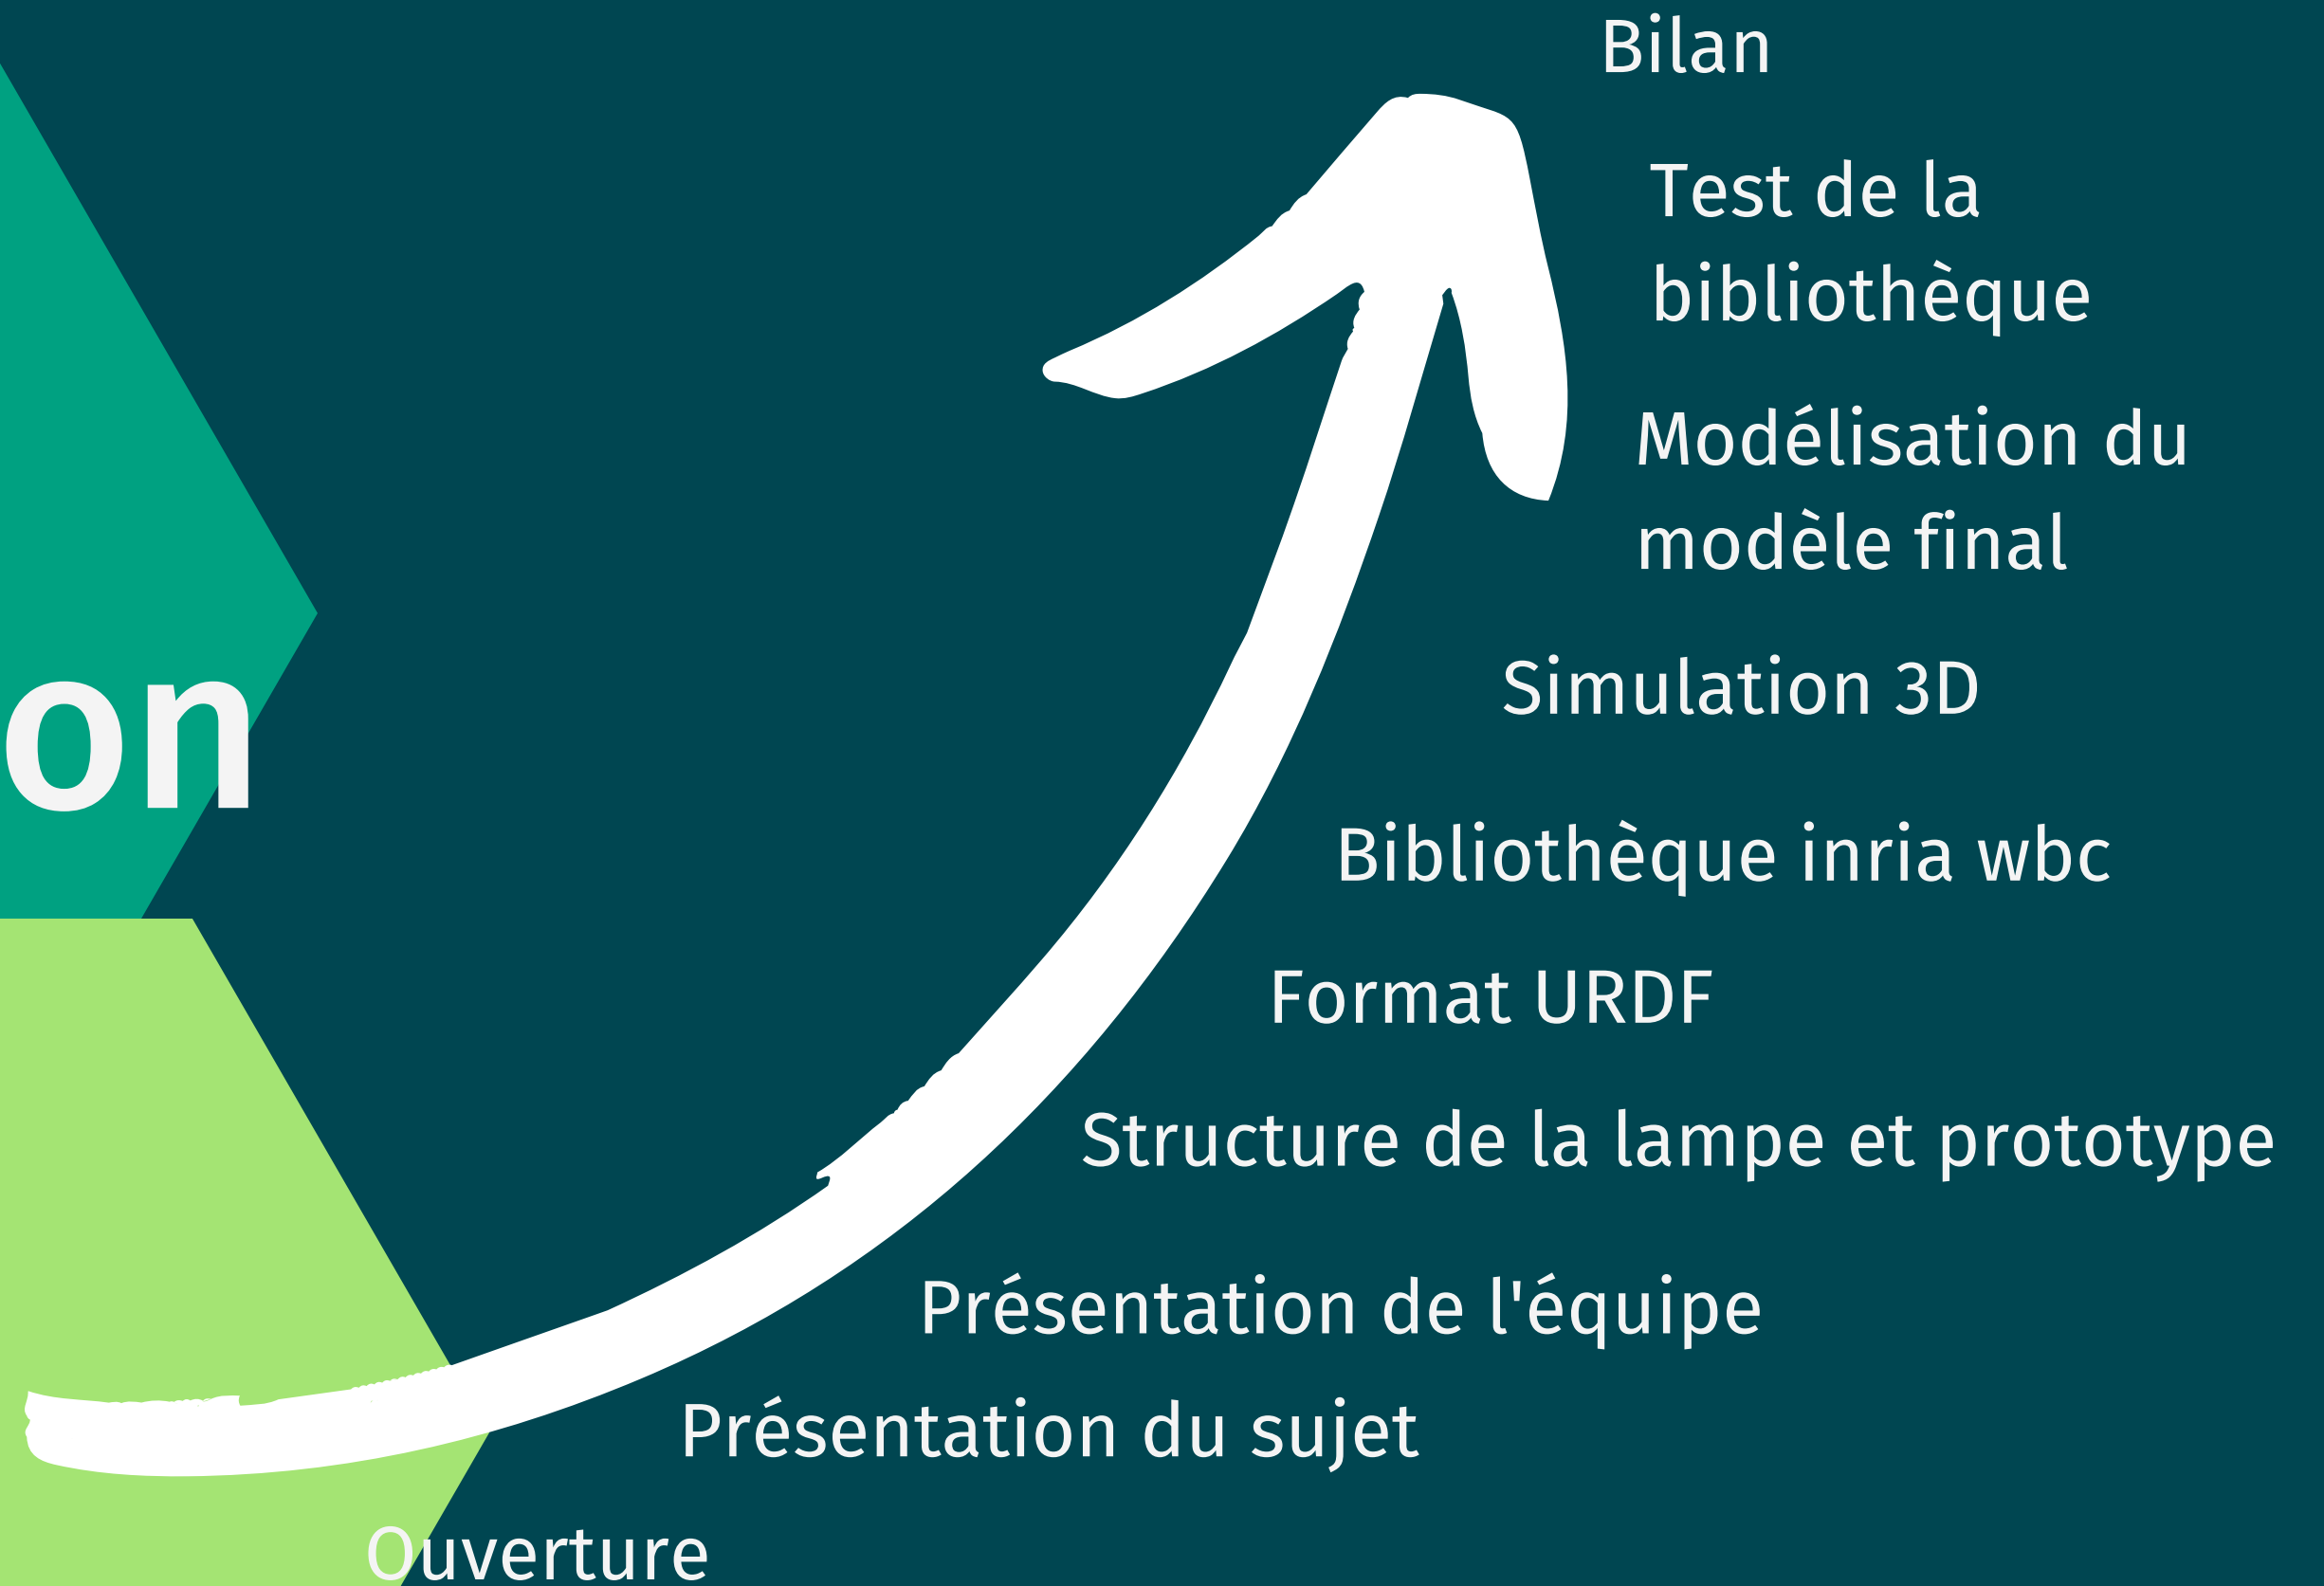 Bilan
Test de la
bibliothèque
Modélisation du
modèle final
Simulation 3D
on
Bibliothèque inria wbc
Format URDF
Structure de la lampe et prototype
Présentation de l'équipe
Présentation du sujet
Ouverture